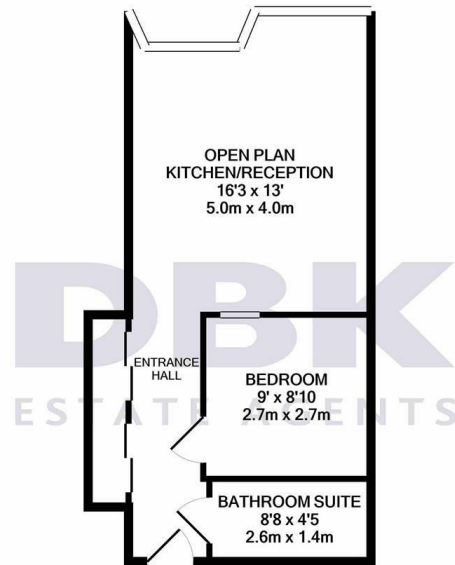 OPEN PLAN
KITCHEN/RECEPTION
16'3 x 13'
5.0m x 4.0m
DBK
ENTRANCE
HALL
BEDROOM
9' x 8'10
2.7m x 2.7m
ESTATE AGENTS
BATHROOM SUITE
8'8 x 4'5
2.6m x 1.4m